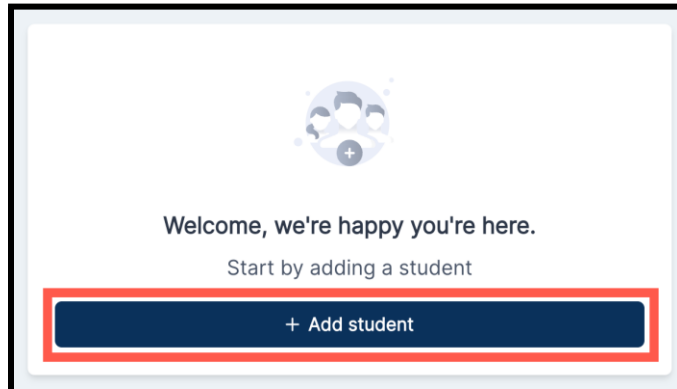 Welcome, we're happy you're here.
Start by adding a student
+ Add student